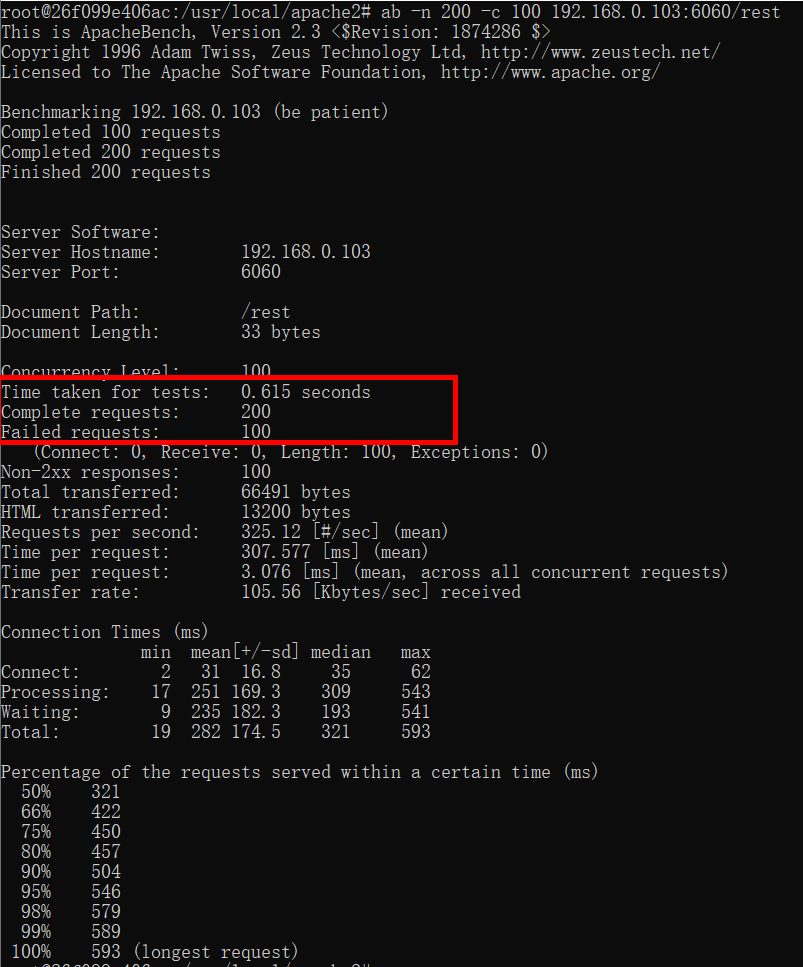 root@26f099e406ac:/usr/local/apache2# ab -n 200 -c 100 192.168.0.103:6060/rest
This is ApacheBench, Version 2.3 <$Revision: 1874286 $>
Copyright 1996 Adam Twiss, Zeus Technology Ltd, http://www.zeustech.net/
Licensed to The Apache Software Foundation, http://www.apache.org/
Benchmarking 192.168.0.103 (be patient)
Completed 100 requests
Completed 200 requests
Finished 200 requests
Server Software:
Server Hostname:        192.168.0.103
Server Port:            6060
Document Path:          /rest
Document Length:        33 bytes
Concurrency Level:      100
Time taken for tests:   0.615 seconds
Complete requests:      200
Failed requests:        100
   (Connect: 0, Receive: 0, Length: 100, Exceptions: 0)
Non-2xx responses:      100
Total transferred:      66491 bytes
HTML transferred:       13200 bytes
Requests per second:    325.12 [#/sec] (mean)
Time per request:       307.577 [ms] (mean)
Time per request:       3.076 [ms] (mean, across all concurrent requests)
Transfer rate:          105.56 [Kbytes/sec] received
Connection Times (ms)
              min  mean[+/-sd] median   max
Connect:        2   31  16.8     35      62
Processing:    17  251 169.3    309     543
Waiting:        9  235 182.3    193     541
Total:         19  282 174.5    321     593
Percentage of the requests served within a certain time (ms)
  50%    321
  66%    422
  75%    450
  80%    457
  90%    504
  95%    546
  98%    579
  99%    589
 100%    593 (longest request)
root@26f099e406ac:/usr/local/apache2#